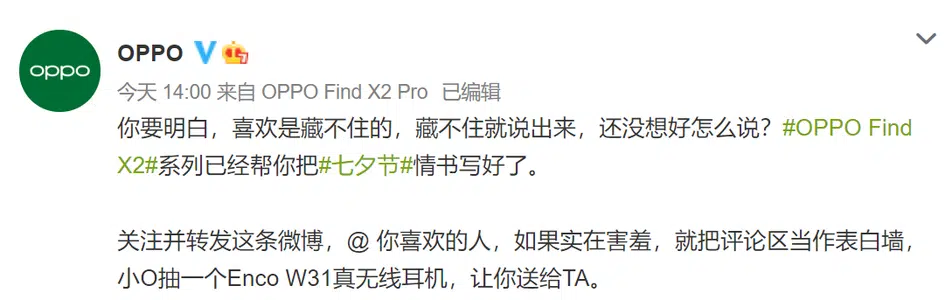 oppo
OPPO
今天 14:00 来自 OPPO Find X2 Pro 已编辑
你要明白，喜欢是藏不住的，藏不住就说出来，还没想好怎么说？#OPPO Find
X2#系列已经帮你把#七夕节#情书写好了。
关注并转发这条微博，@ 你喜欢的人，如果实在害羞，就把评论区当作表白墙，
小O抽一个Enco W31真无线耳机，让你送给TA。